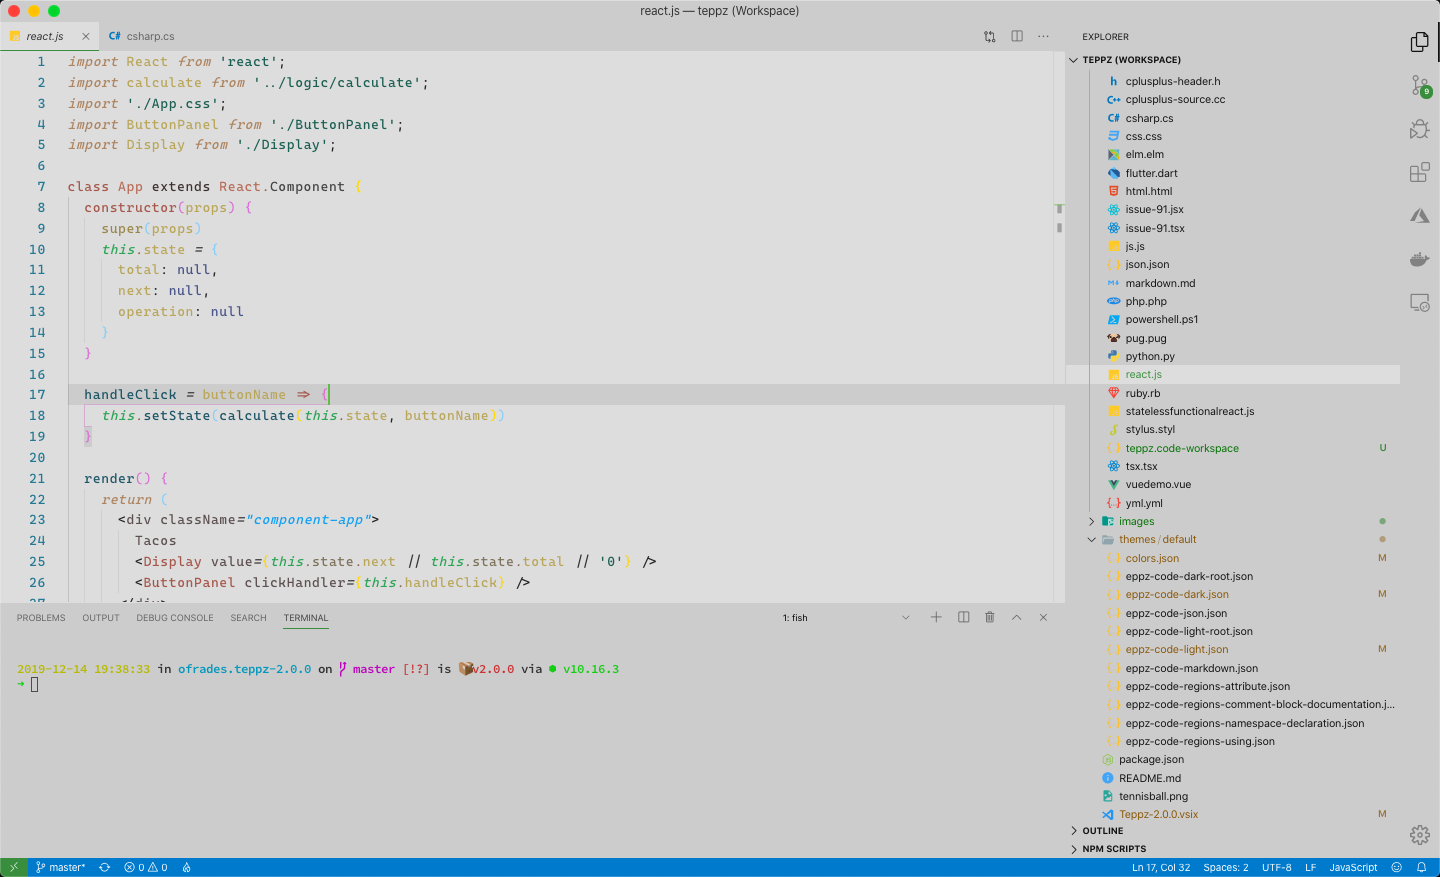 react.js — teppz (Workspace)
react.js
C# csharp.cs
1 import React from 'react';
2 import calculate from '../logic/calculate';
3 import './App.css';
4 import ButtonPanel from './ButtonPanel';
5 import Display from './Display';
6
7 class App extends React.Component {
8 constructor(props) {
9 super(props)
10 this.state = {
11 total: null,
12 next: null,
13 operation: null
14 }
15 }
16
17 handleClick = buttonName => {
18 this.setState(calculate(this.state, buttonName))
19 }
20
21 render() {
22 return (
23 <div className="component-app">
24 Tacos
25 <Display value={this.state.next || this.state.total || '0'} />
26 <ButtonPanel clickHandler={this.handleClick} />
27 </div>
PROBLEMS OUTPUT DEBUG CONSOLE SEARCH TERMINAL 1: fish
2019-12-14 19:38:33 in ofrades.teppz-2.0.0 on master [!?] is v2.0.0 via v10.16.3
➜
EXPLORER
TEPPZ (WORKSPACE)
h cplusplus-header.h
C++ cplusplus-source.cc
C# csharp.cs
css.css
elm.elm
flutter.dart
html.html
issue-91.jsx
issue-91.tsx
js.js
json.json
markdown.md
php.php
powershell.ps1
pug.pug
python.py
react.js
ruby.rb
statelessfunctionalreact.js
stylus.styl
teppz.code-workspace U
tsx.tsx
vuedemo.vue
yml.yml
images
themes / default
colors.json M
eppz-code-dark-root.json
eppz-code-dark.json M
eppz-code-json.json
eppz-code-light-root.json
eppz-code-light.json M
eppz-code-markdown.json
eppz-code-regions-attribute.json
eppz-code-regions-comment-block-documentation.j...
eppz-code-regions-namespace-declaration.json
eppz-code-regions-using.json
package.json
README.md
tennisball.png
Teppz-2.0.0.vsix M
OUTLINE
NPM SCRIPTS
9
master* 0 0 Ln 17, Col 32 Spaces: 2 UTF-8 LF JavaScript